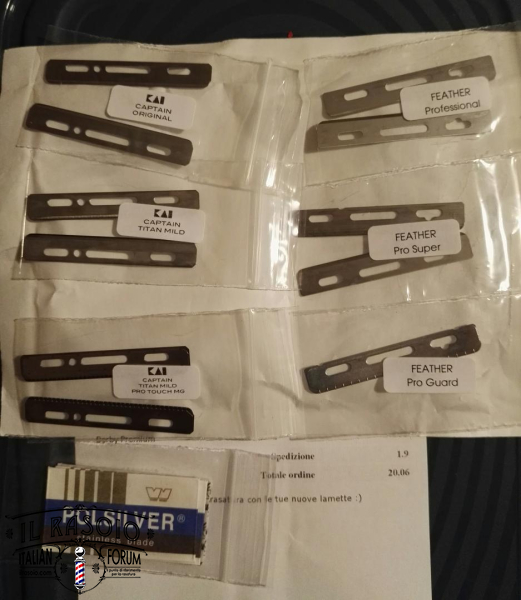 KAI
CAPTAIN
ORIGINAL
FEATHER
Professional
KAI
CAPTAIN
TITAN MILD
FEATHER
Pro Super
KAI
CAPTAIN
TITAN MILD
PRO TOUCH MG
FEATHER
Pro Guard
Derby Premium
spedizione 1.9
Totale ordine 20.06
rasatura con le tue nuove lamette :)
POLSILVER®
stainless blade
IL RASOIO
ITALIAN FORUM